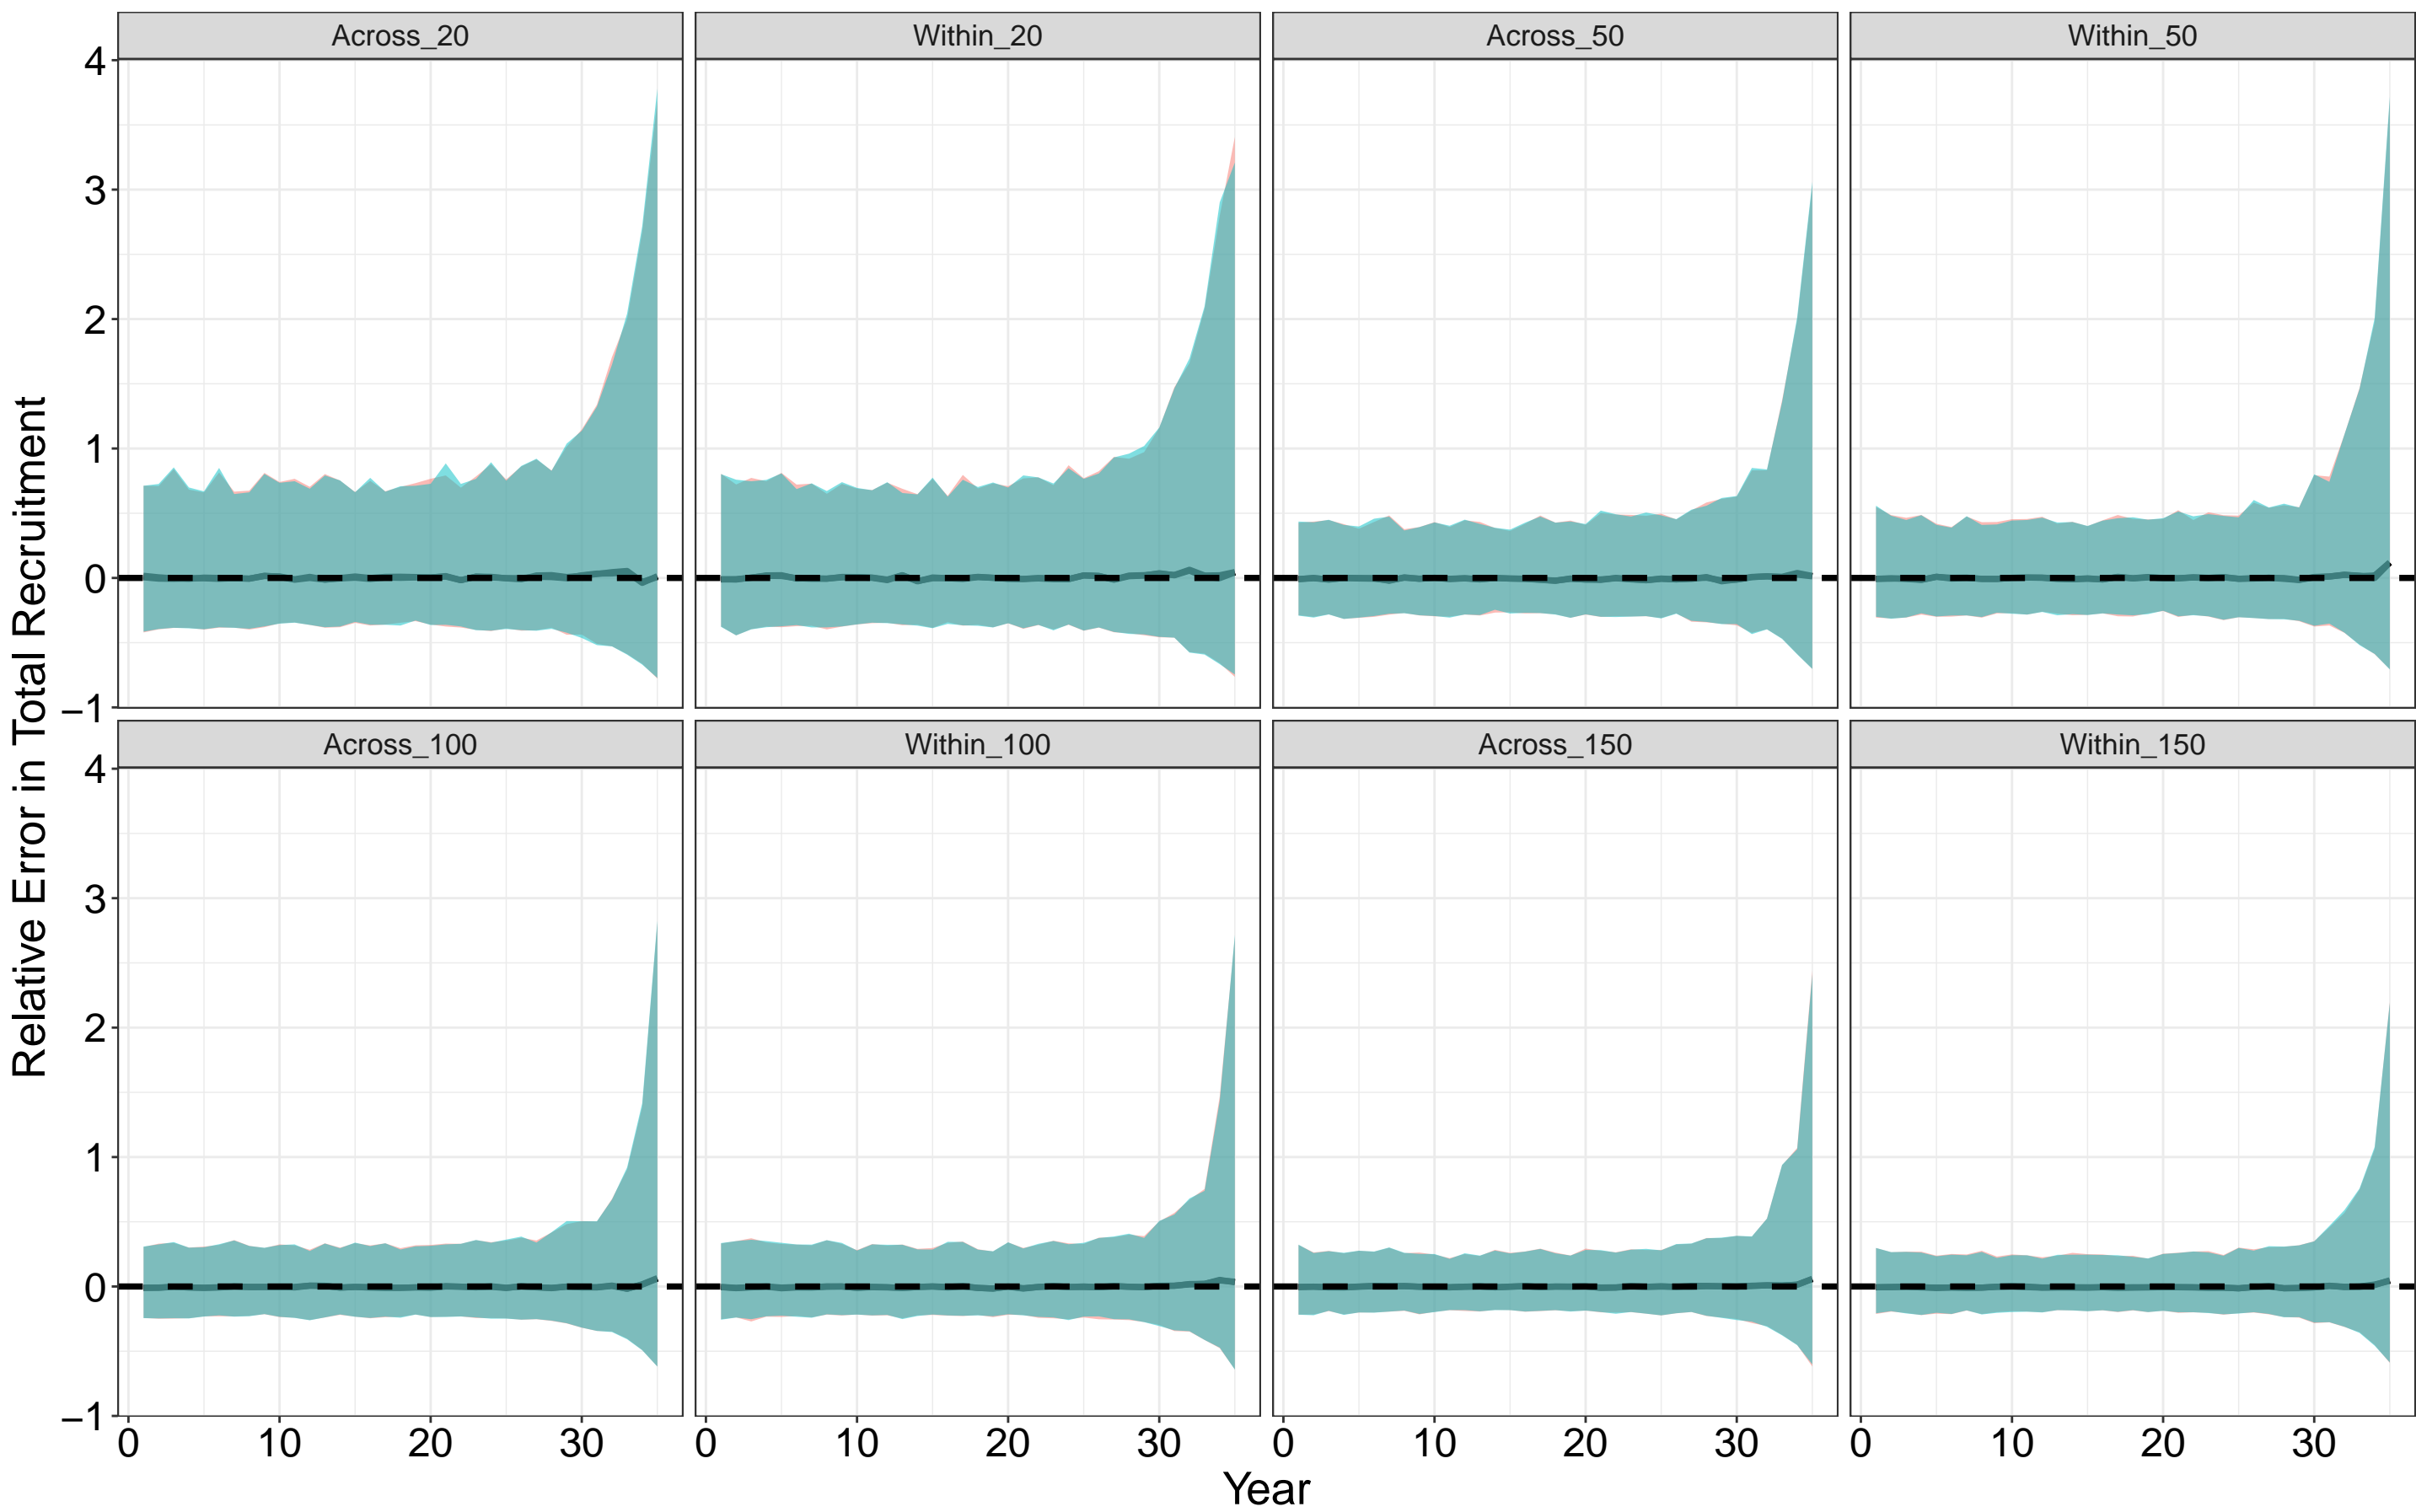 Across_20
Within_20
Across_50
Within_50
4
3
2
1
0
−1
Across_100
Within_100
Across_150
Within_150
4
3
2
1
0
−1
0 10 20 30
0 10 20 30
0 10 20 30
0 10 20 30
Year
Relative Error in Total Recruitment